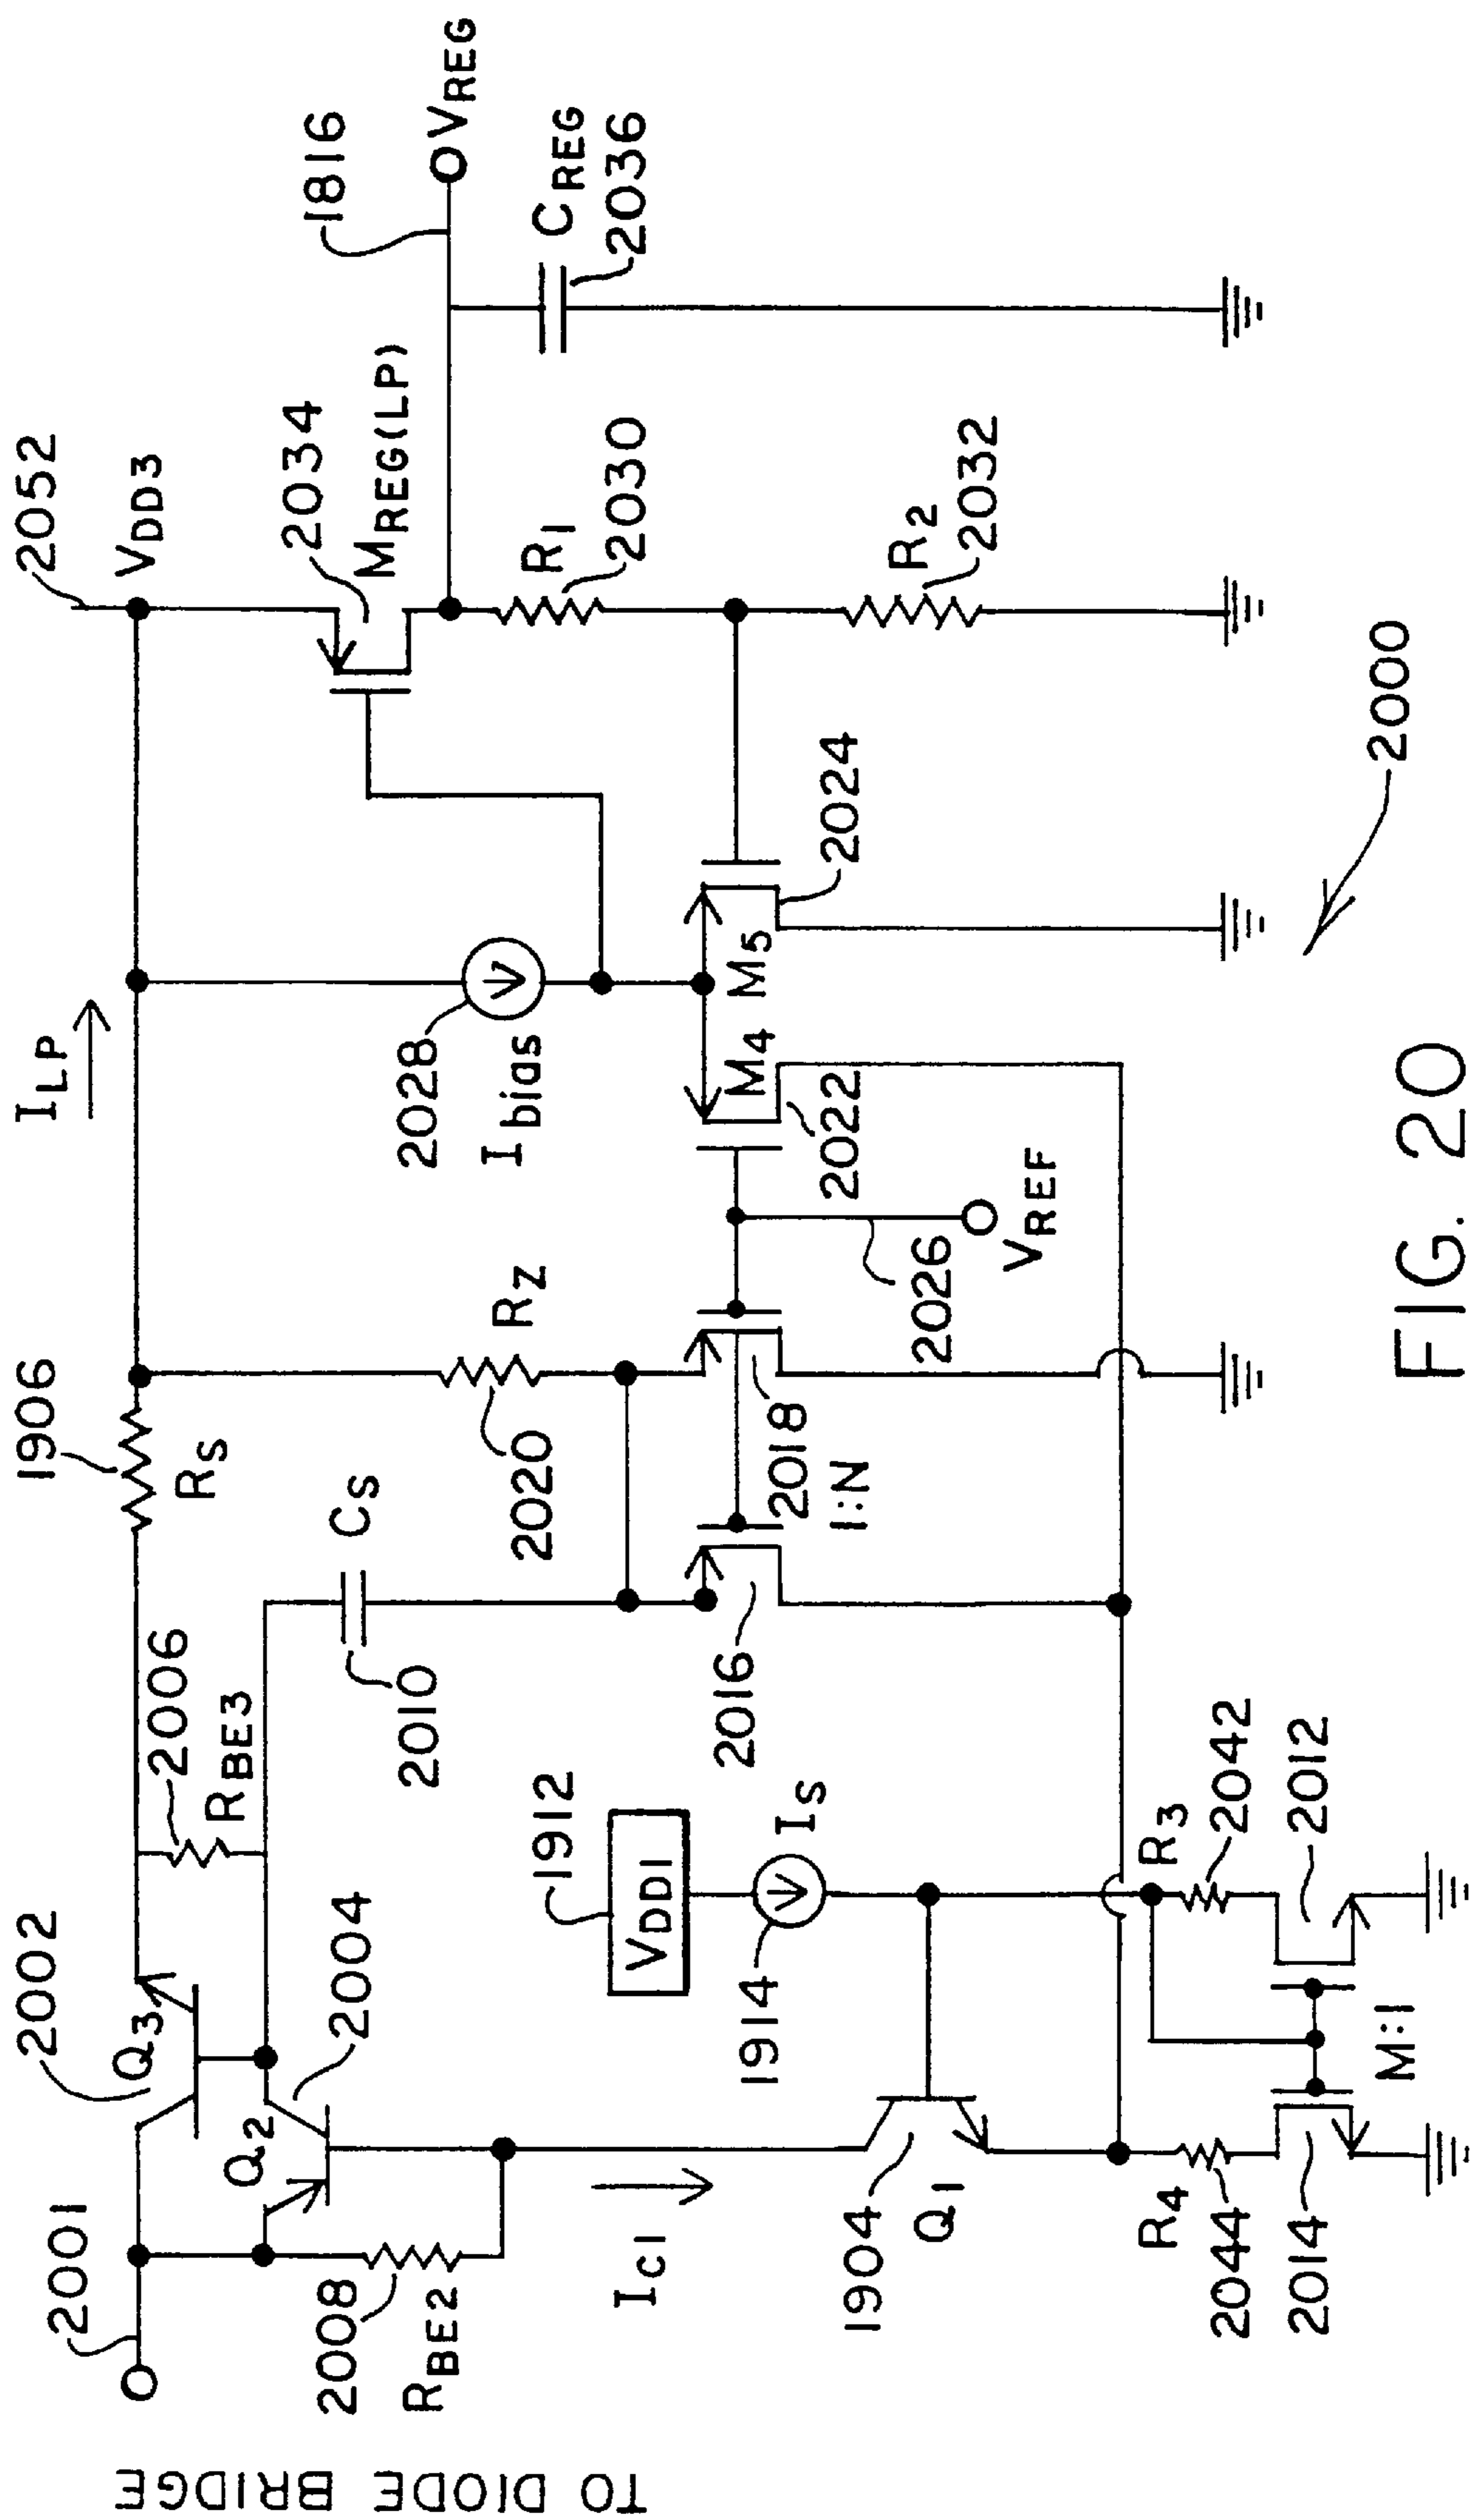 TO DIODE BRIDGE
2001
2002
Q3
Q2
2004
2006
RBE3
2008
RBE2
IC1
1904
Q1
1912
VDD1
1914
IS
R4
2044
2014
M:1
R3
2042
2012
1906
RS
CS
2010
2016
2018
1:N
RZ
2020
2026
VREF
ILP
2028
Ibias
M4
2022
M5
2024
2052
VDD3
2034
MREG(LP)
R1
2030
R2
2032
1816
VREG
CREG
2036
2000
FIG. 20